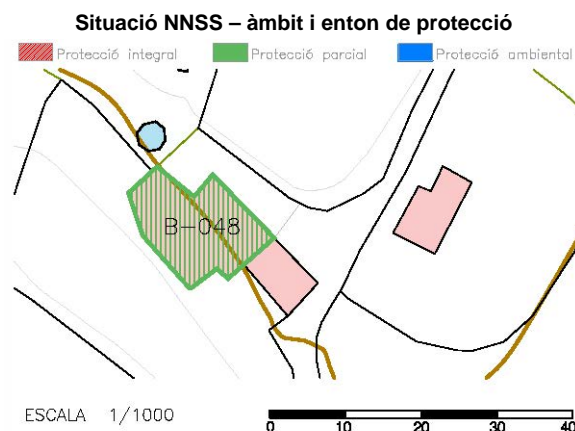 Situació NNSS – àmbit i enton de protecció
Protecció integral Protecció parcial Protecció ambiental
B-048
ESCALA 1/1000
0 10 20 30 40